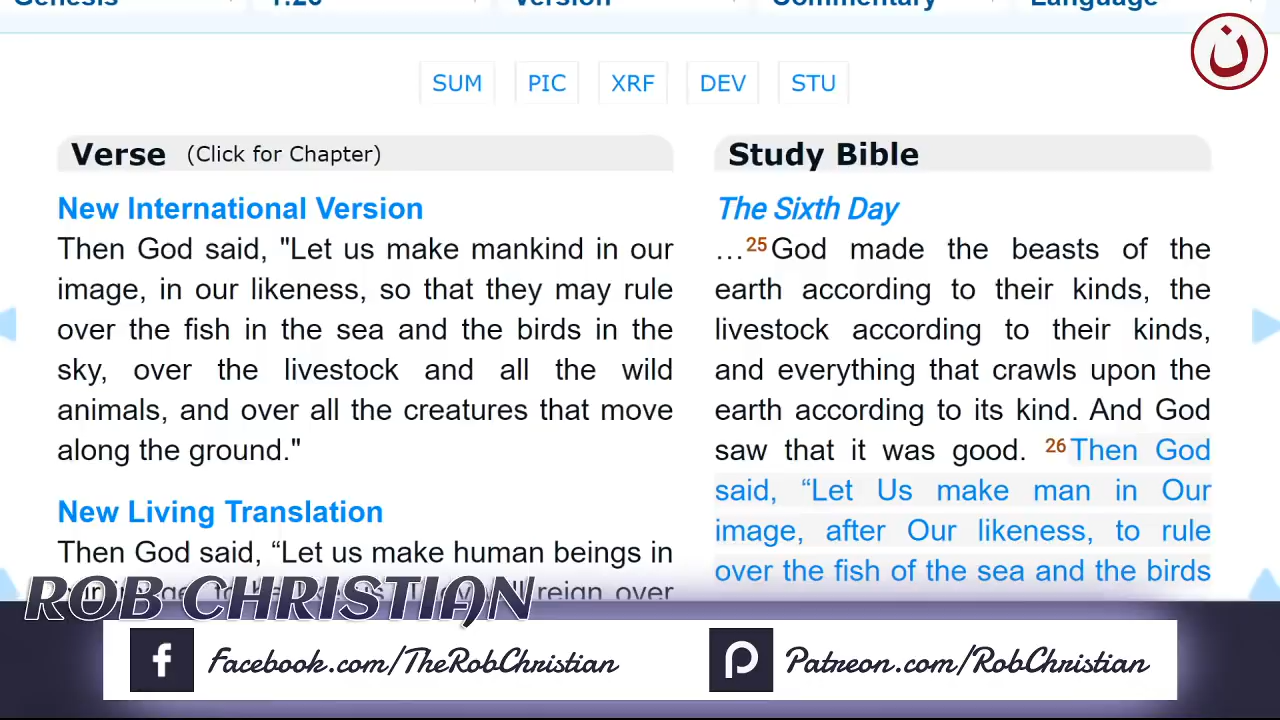 Genesis 1:26 Version Commentary Language
ن
SUM PIC XRF DEV STU
Verse (Click for Chapter)
New International Version
Then God said, "Let us make mankind in our
image, in our likeness, so that they may rule
over the fish in the sea and the birds in the
sky, over the livestock and all the wild
animals, and over all the creatures that move
along the ground."
New Living Translation
Then God said, “Let us make human beings in
reign over
Study Bible
The Sixth Day
…25God made the beasts of the
earth according to their kinds, the
livestock according to their kinds,
and everything that crawls upon the
earth according to its kind. And God
saw that it was good. 26Then God
said, “Let Us make man in Our
image, after Our likeness, to rule
over the fish of the sea and the birds
ROB CHRISTIAN
f Facebook.com/TheRobChristian
Patreon.com/RobChristian